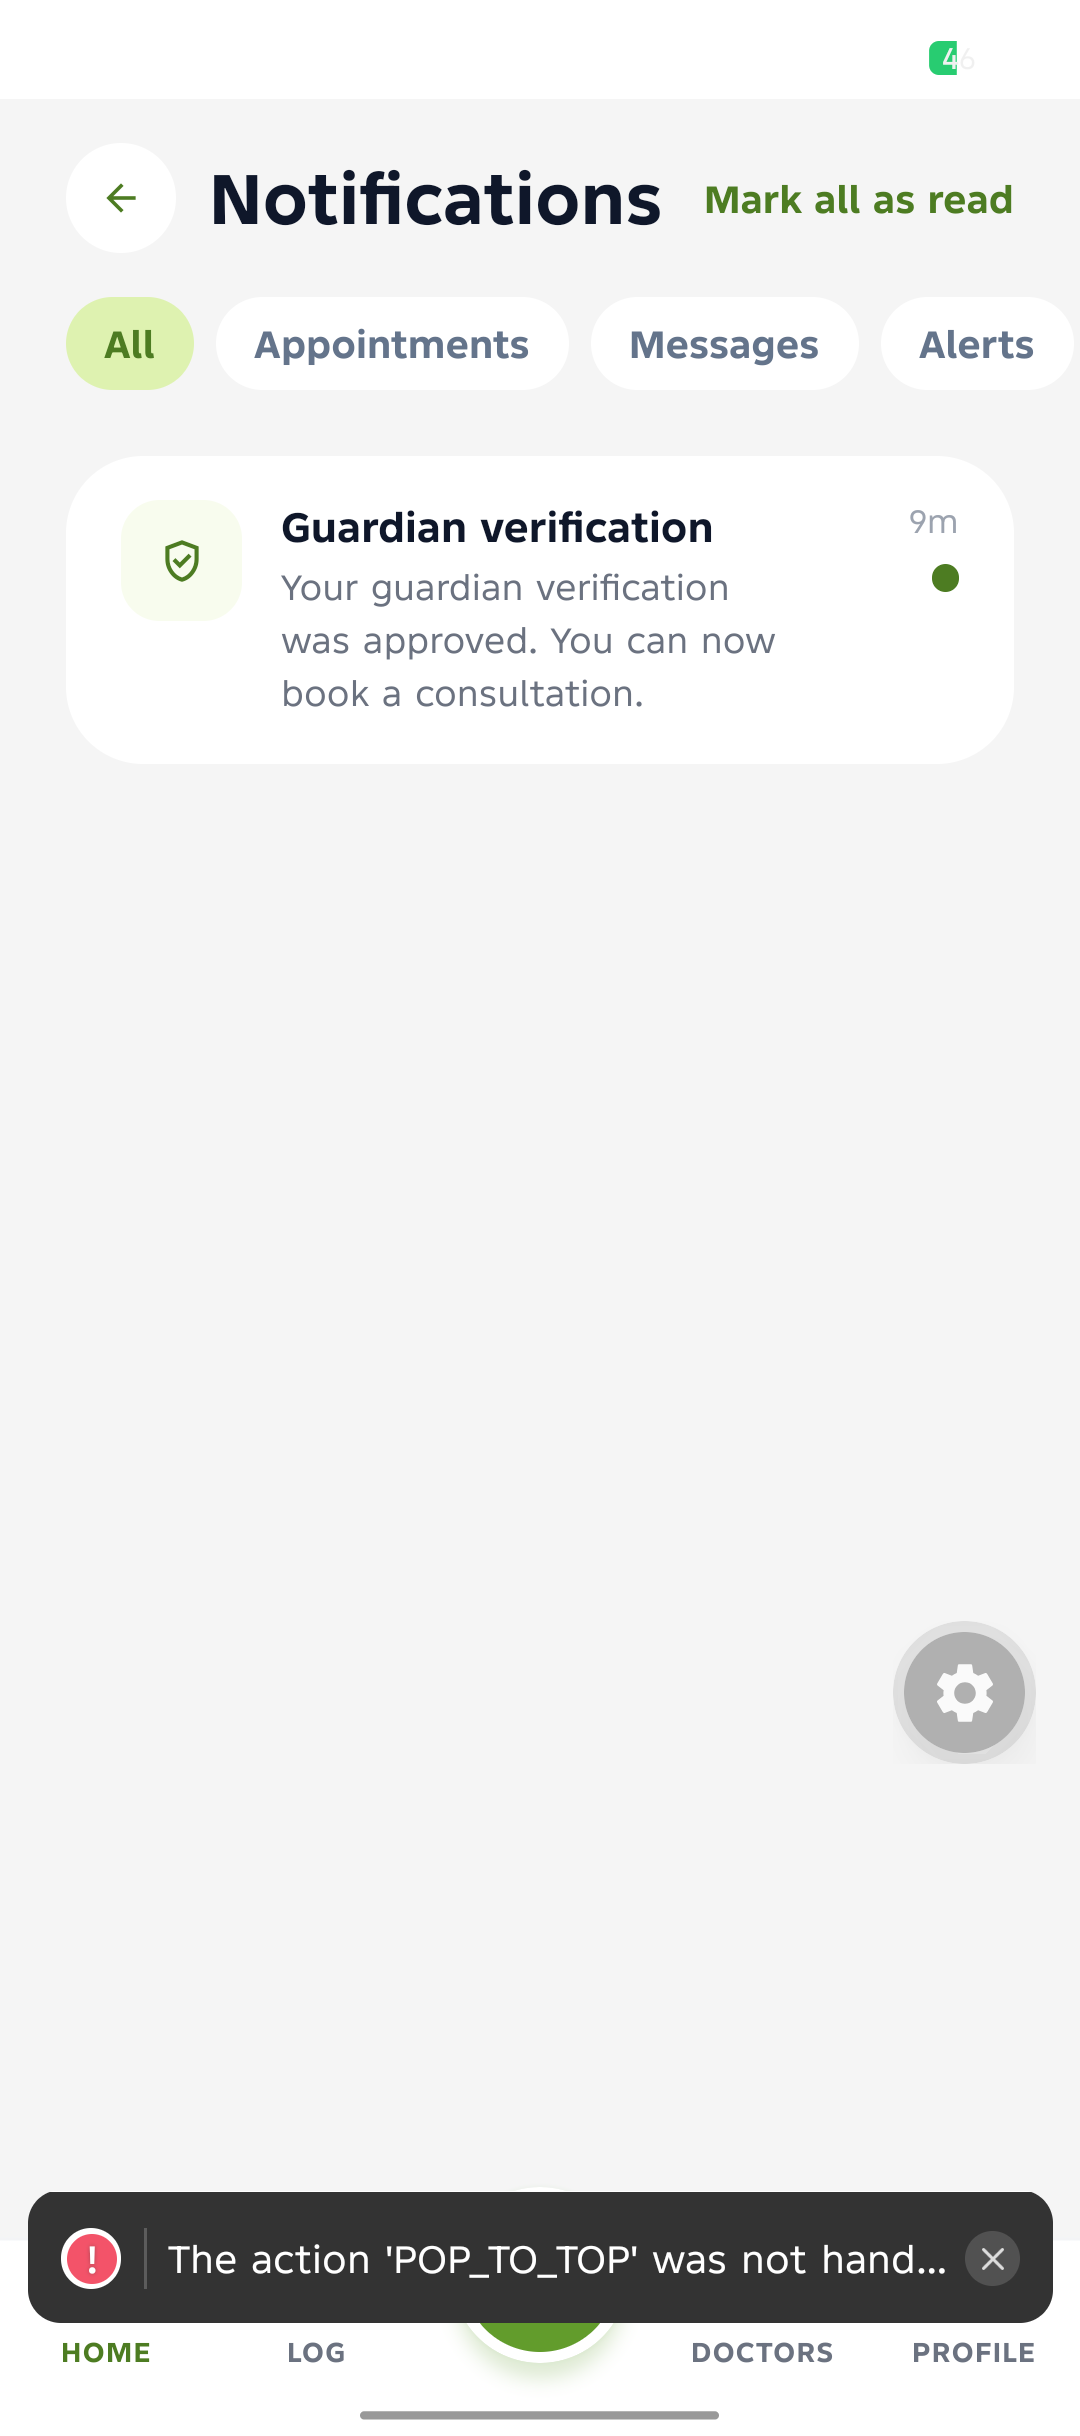 46
Notifications
Mark all as read
All
Appointments
Messages
Alerts
Guardian verification
9m
Your guardian verification
was approved. You can now
book a consultation.
The action 'POP_TO_TOP' was not hand...
HOME
LOG
DOCTORS
PROFILE